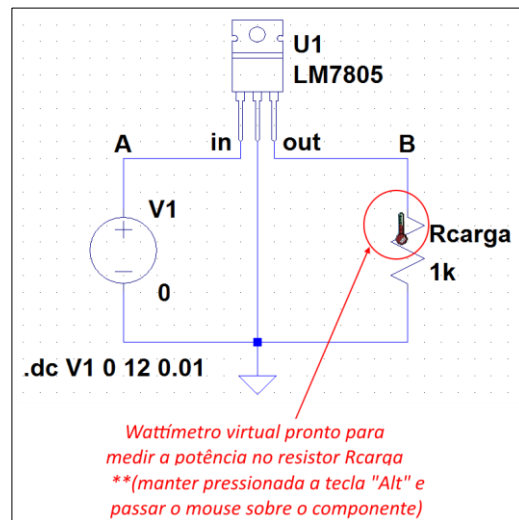 U1
LM7805
A
in
out
B
V1
Rcarga
+
1k
0
.dc V1 0 12 0.01
Wattímetro virtual pronto para
medir a potência no resistor Rcarga
**(manter pressionada a tecla "Alt" e
passar o mouse sobre o componente)